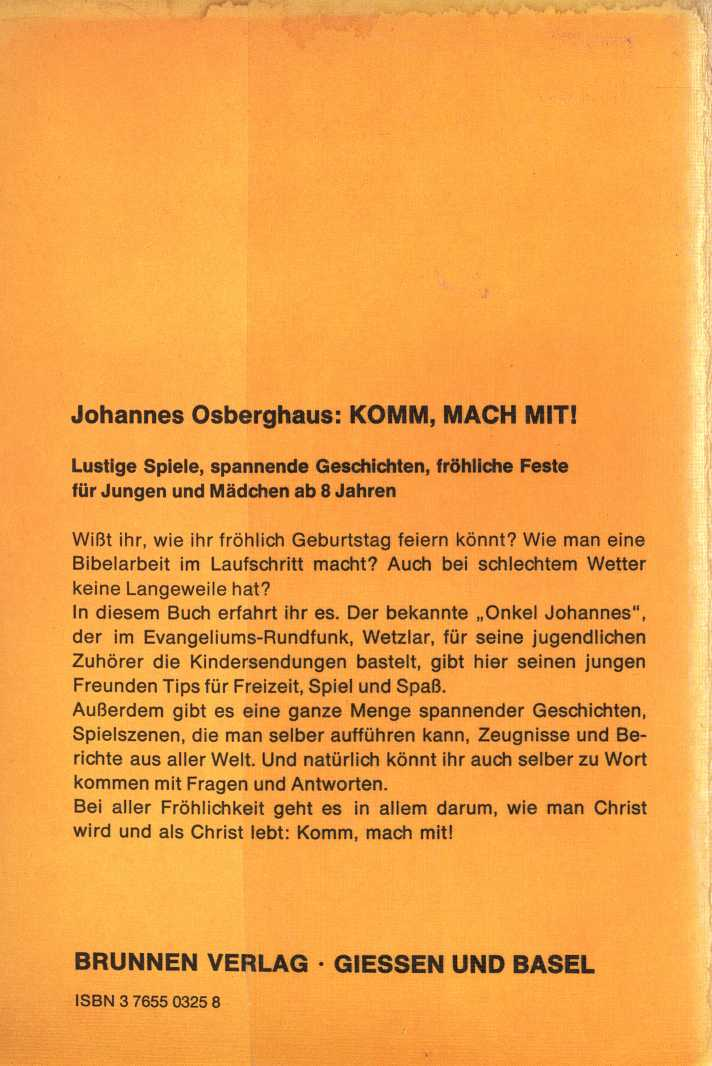 Johannes Osberghaus: KOMM, MACH MIT!
Lustige Spiele, spannende Geschichten, fröhliche Feste
für Jungen und Mädchen ab 8 Jahren
Wißt ihr, wie ihr fröhlich Geburtstag feiern könnt? Wie man eine
Bibelarbeit im Laufschritt macht? Auch bei schlechtem Wetter
keine Langeweile hat?
In diesem Buch erfahrt ihr es. Der bekannte „Onkel Johannes“,
der im Evangeliums-Rundfunk, Wetzlar, für seine jugendlichen
Zuhörer die Kindersendungen bastelt, gibt hier seinen jungen
Freunden Tips für Freizeit, Spiel und Spaß.
Außerdem gibt es eine ganze Menge spannender Geschichten,
Spielszenen, die man selber aufführen kann, Zeugnisse und Be-
richte aus aller Welt. Und natürlich könnt ihr auch selber zu Wort
kommen mit Fragen und Antworten.
Bei aller Fröhlichkeit geht es in allem darum, wie man Christ
wird und als Christ lebt: Komm, mach mit!
BRUNNEN VERLAG · GIESSEN UND BASEL
ISBN 3 7655 0325 8